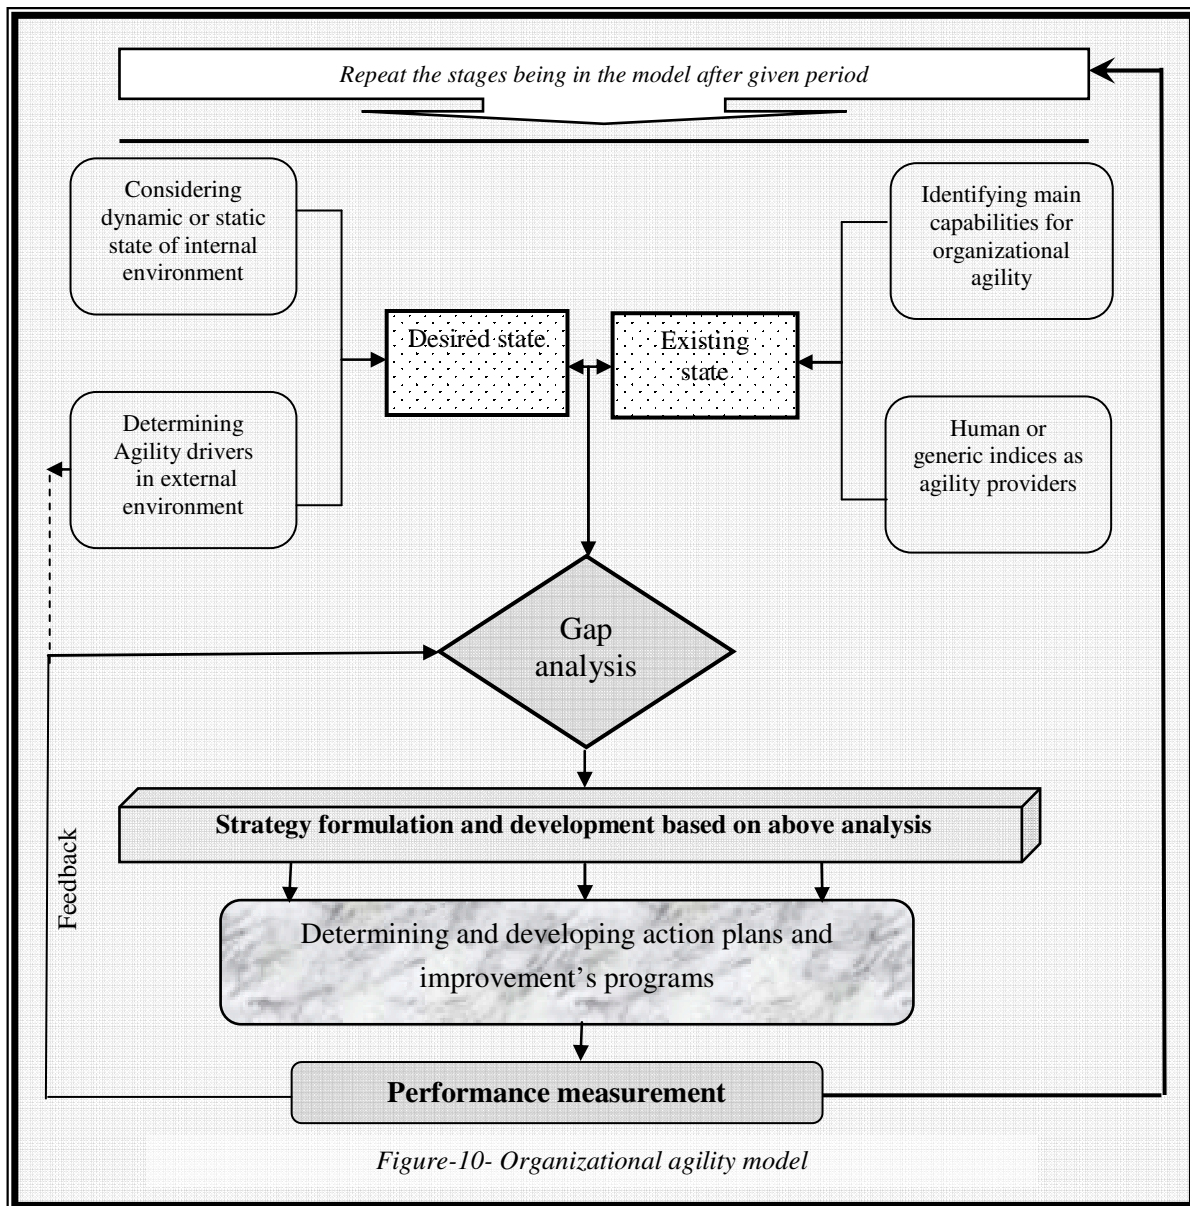 Repeat the stages being in the model after given period
Considering
dynamic or static
state of internal
environment
Identifying main
capabilities for
organizational
agility
Desired state
Existing
state
Determining
Agility drivers
in external
environment
Human or
generic indices as
agility providers
Gap
analysis
Strategy formulation and development based on above analysis
Feedback
Determining and developing action plans and
improvement’s programs
Performance measurement
Figure-10- Organizational agility model